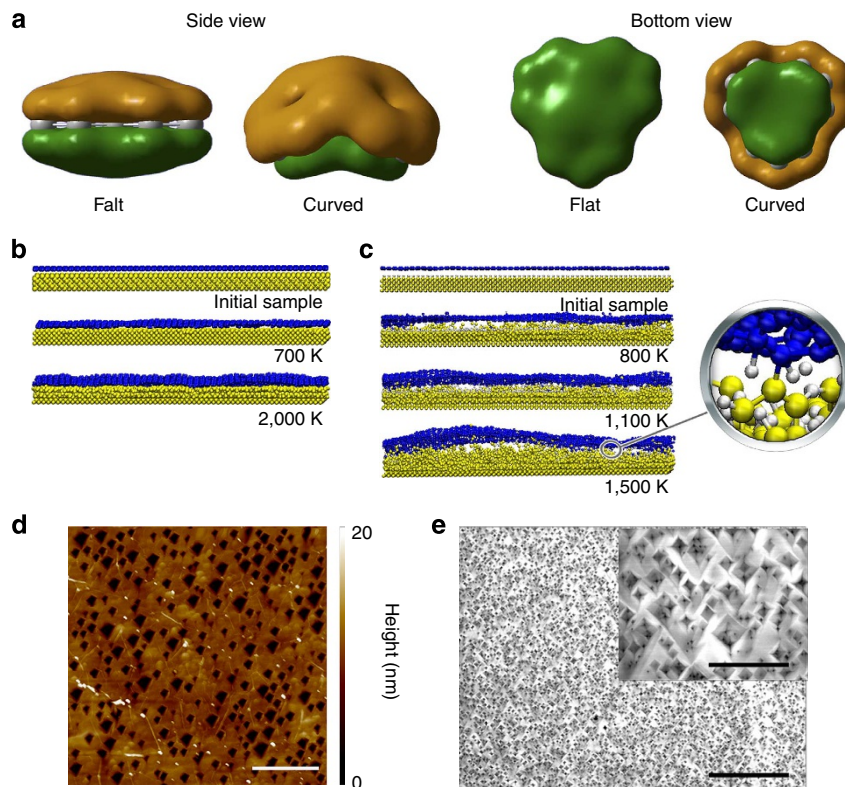 a
Side view
Bottom view
Falt
Curved
Flat
Curved
b
c
Initial sample
700 K
2,000 K
Initial sample
800 K
1,100 K
1,500 K
d
20
Height (nm)
0
e